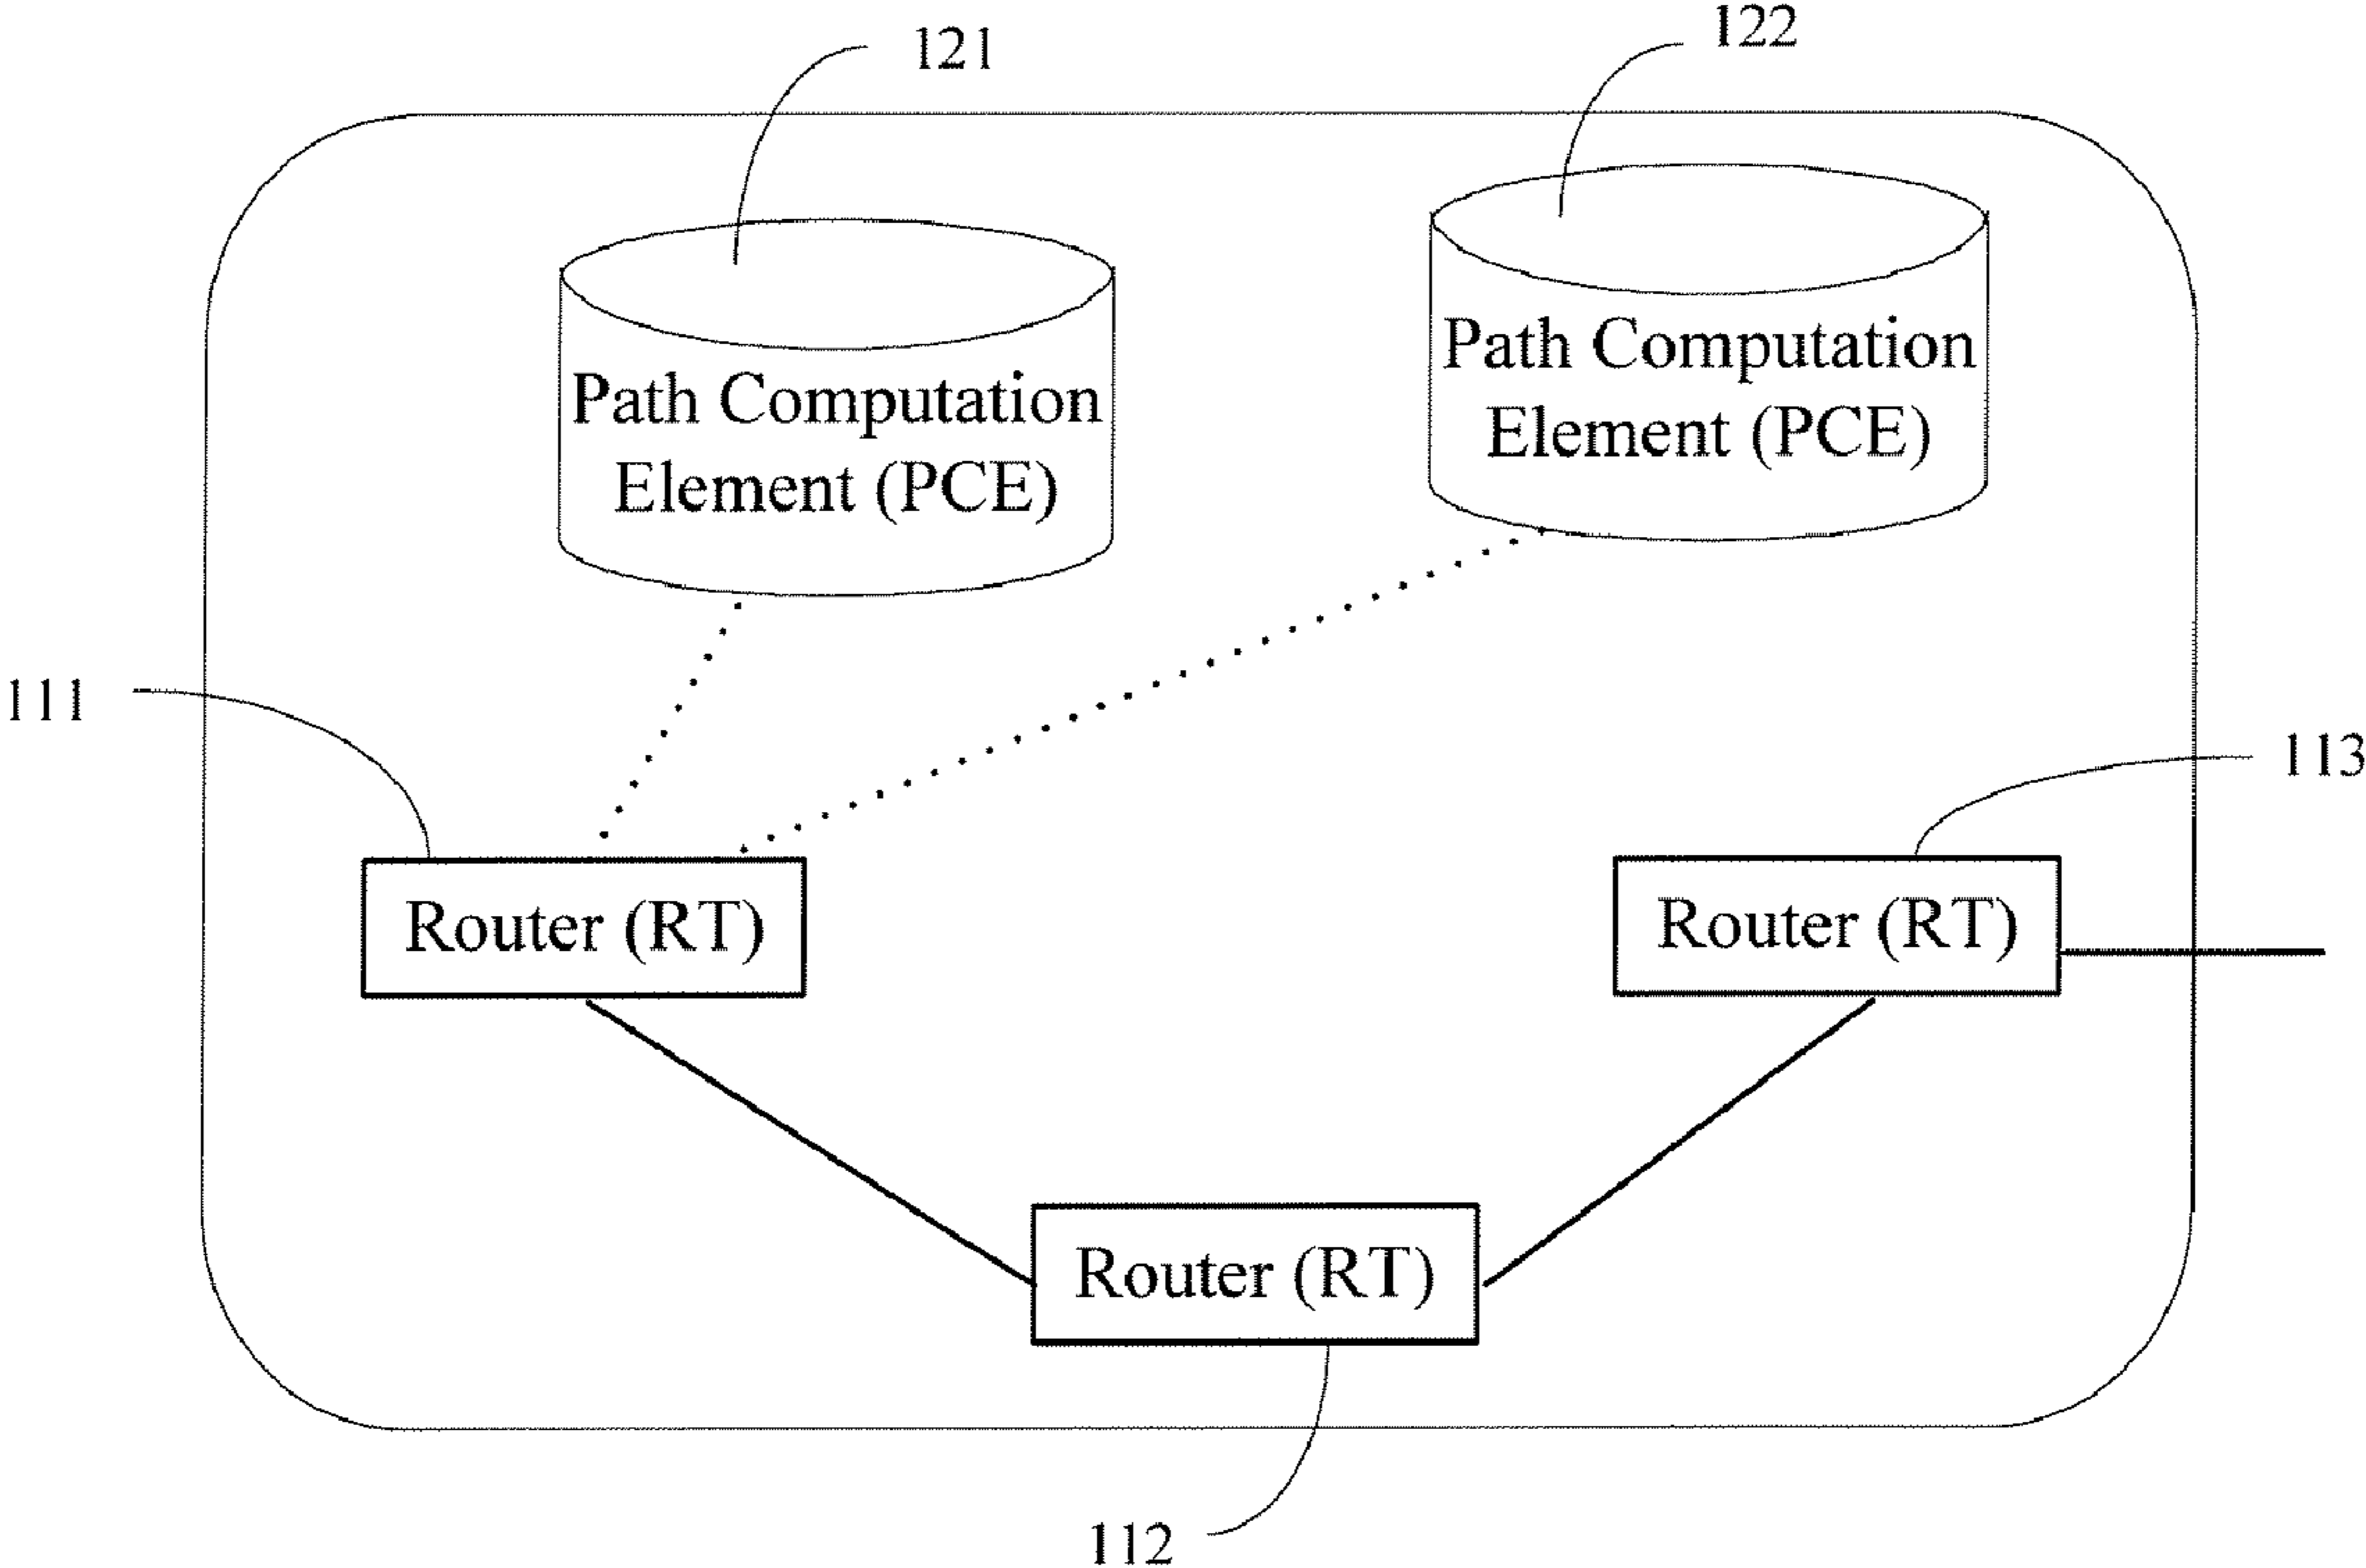 121
122
Path Computation
Element (PCE)
Path Computation
Element (PCE)
111
113
Router (RT)
Router (RT)
Router (RT)
112